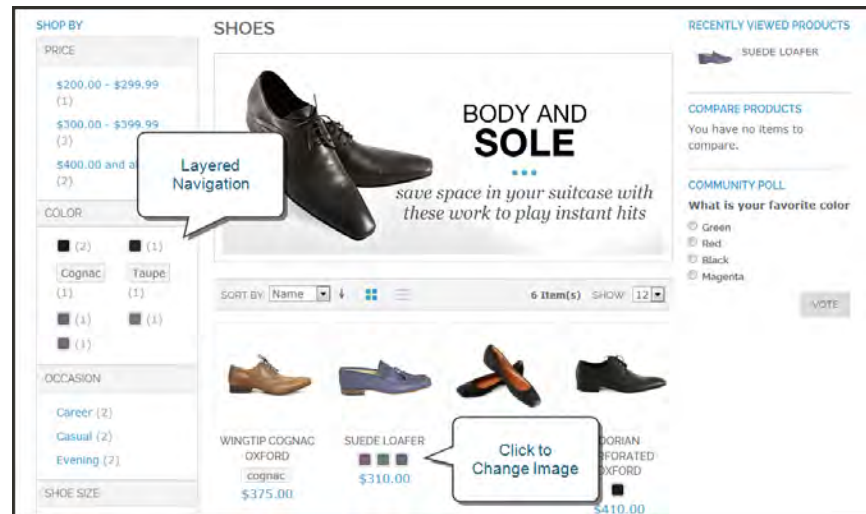 SHOP BY
PRICE
$200.00 - $299.99
(1)
$300.00 - $399.99
(3)
$400.00 and
(2)
Layered
Navigation
COLOR
(2) (1)
Cognac Taupe
(1) (1)
(1) (1)
(1)
OCCASION
Career (2)
Casual (2)
Evening (2)
SHOE SIZE
SHOES
BODY AND
SOLE
save space in your suitcase with
these work to play instant hits
SORT BY Name 6 Item(s) SHOW 12
WINGTIP COGNAC
OXFORD
cognac
$375.00
SUEDE LOAFER
$310.00
Click to
Change Image
DORIAN
OXFORD
$410.00
RECENTLY VIEWED PRODUCTS
SUEDE LOAFER
COMPARE PRODUCTS
You have no items to
compare.
COMMUNITY POLL
What is your favorite color
Green
Red
Black
Magenta
VOTE